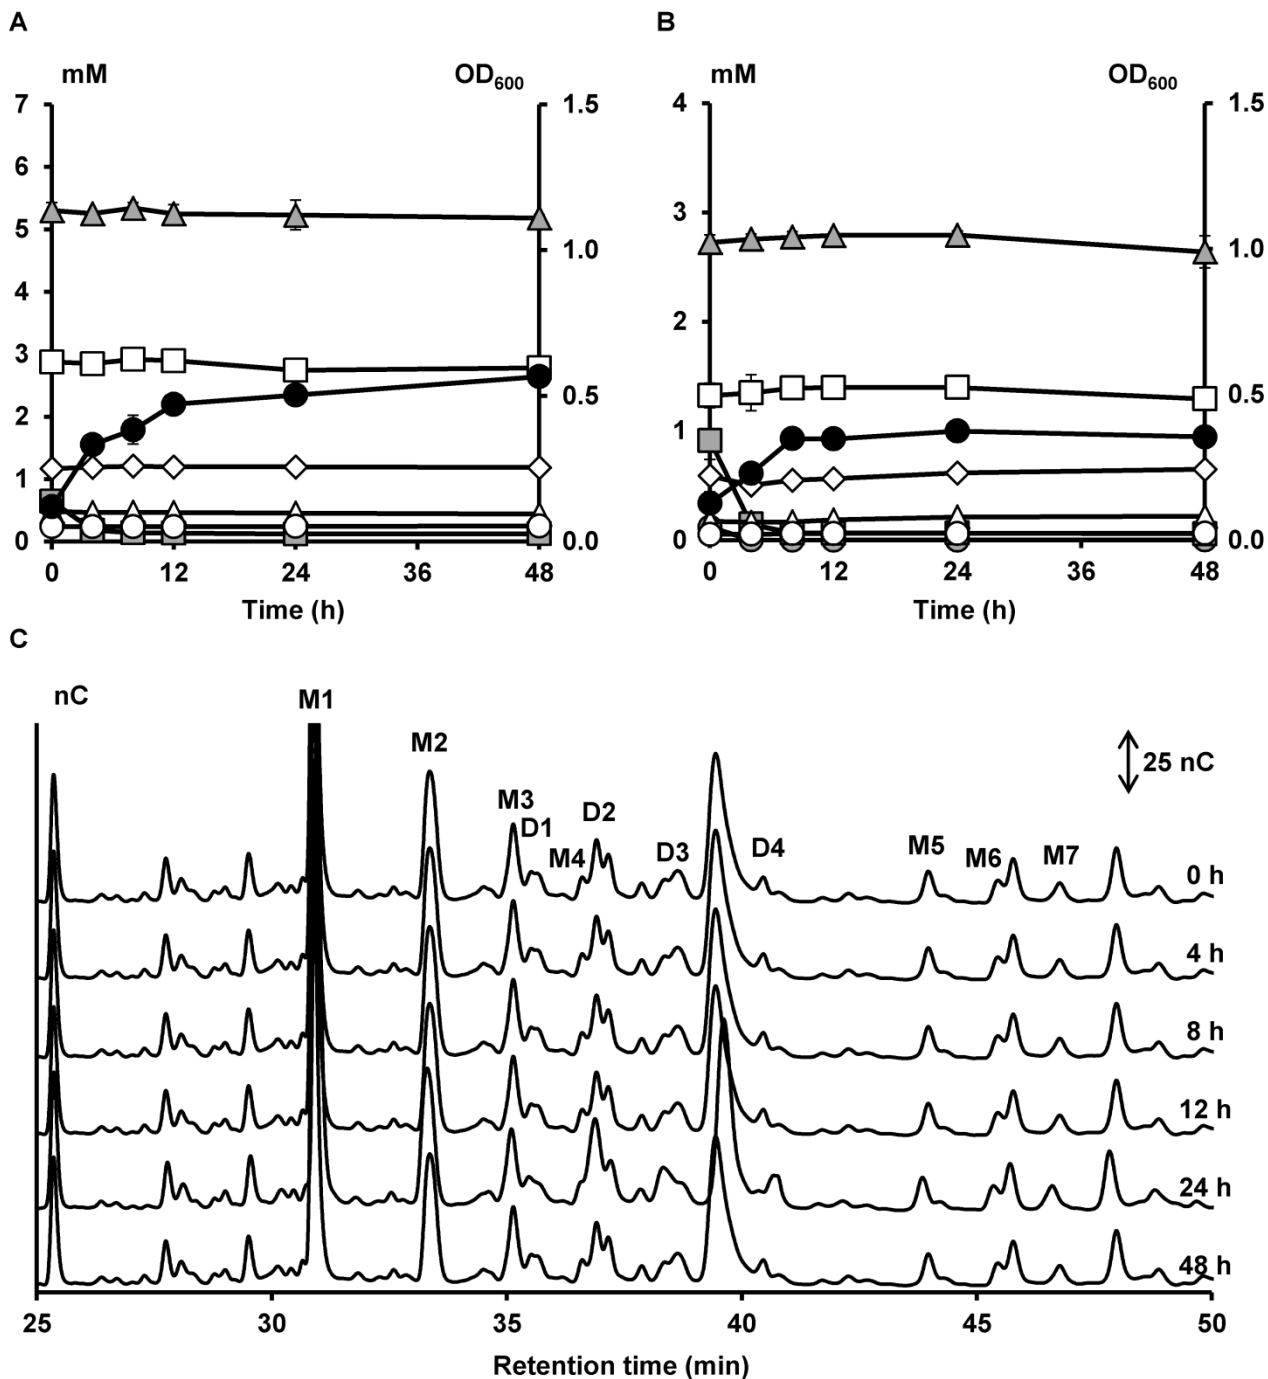 A
B
mM
OD600
mM
OD600
7
6
5
4
3
2
1
0
1.5
1.0
0.5
0.0
4
3
2
1
0
1.5
1.0
0.5
0.0
0 12 24 36 48
0 12 24 36 48
Time (h)
Time (h)
C
nC
M1
M2
25 nC
M3
D1
D2
M4
D3
D4
M5
M6
M7
0 h
4 h
8 h
12 h
24 h
48 h
25 30 35 40 45 50
Retention time (min)